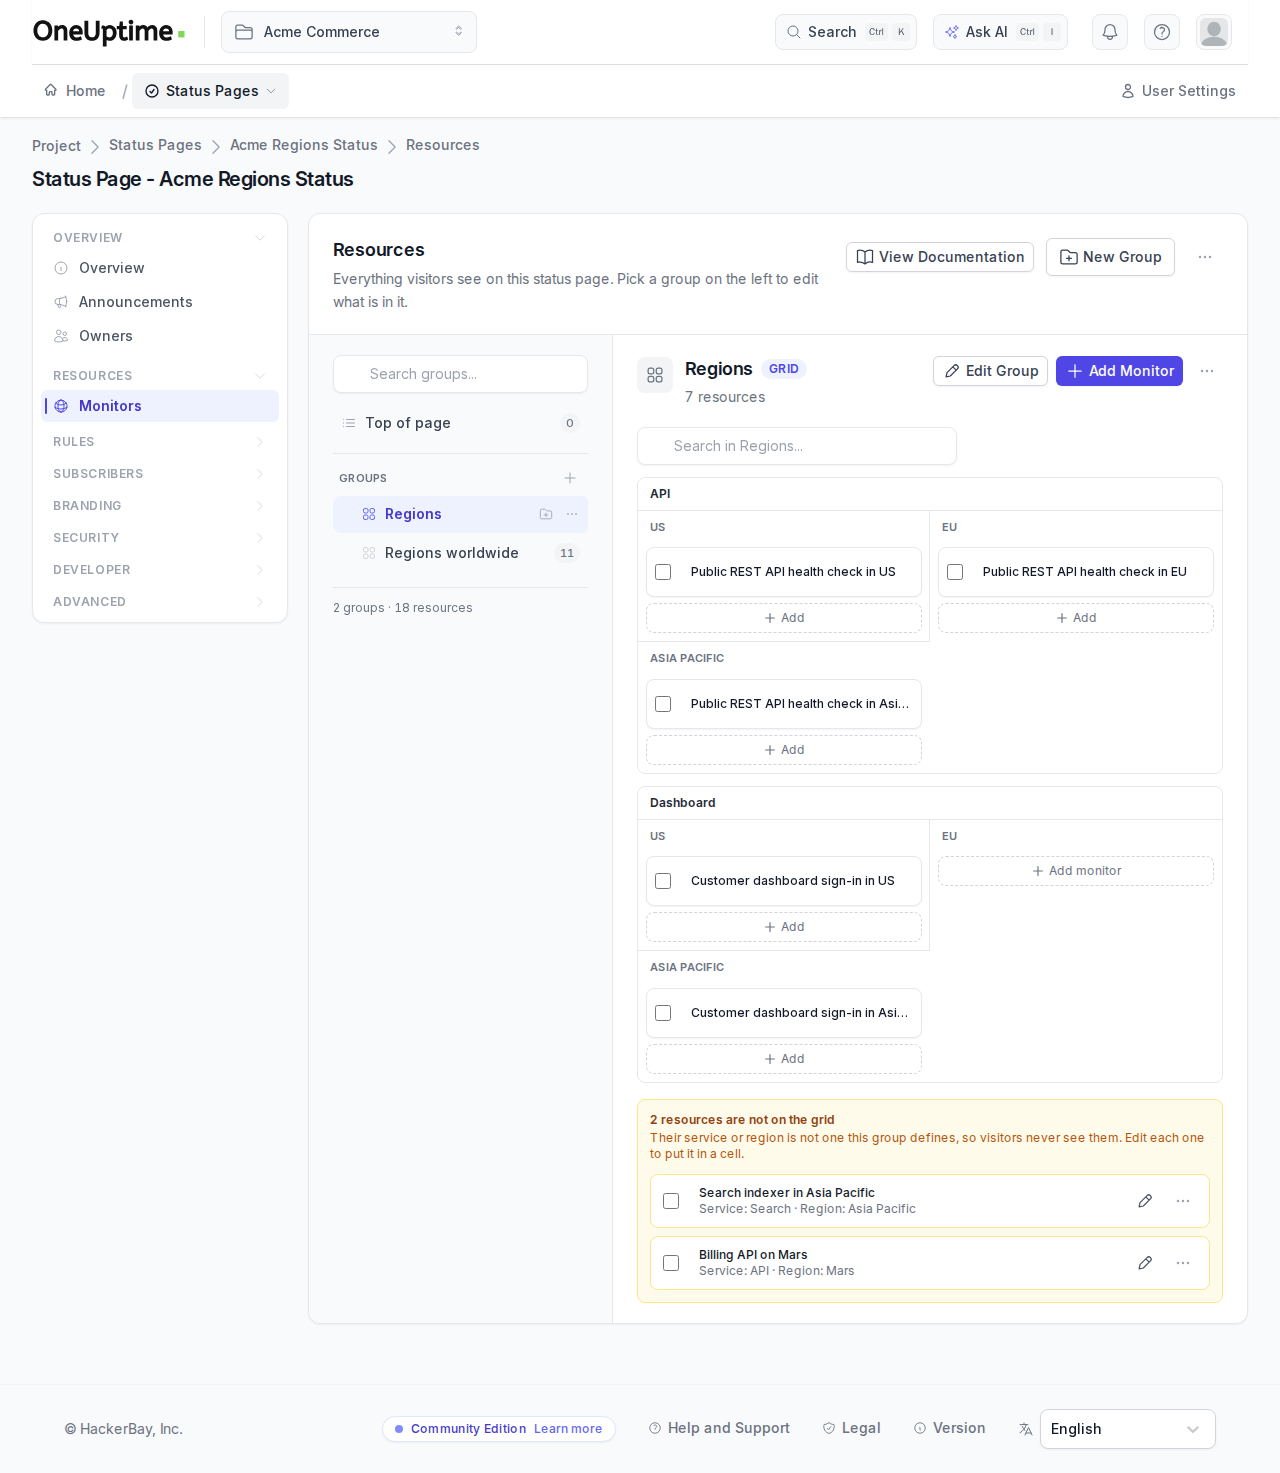 OneUptime
Acme Commerce
Search Ctrl K
Ask AI Ctrl I
Home / Status Pages
User Settings
Project
Status Pages
Acme Regions Status
Resources
Status Page - Acme Regions Status
OVERVIEW
Overview
Announcements
Owners
RESOURCES
Monitors
RULES
SUBSCRIBERS
BRANDING
SECURITY
DEVELOPER
ADVANCED
Resources
Everything visitors see on this status page. Pick a group on the left to edit
what is in it.
View Documentation
New Group
Search groups...
Top of page 0
GROUPS
Regions
Regions worldwide 11
2 groups · 18 resources
Regions GRID
7 resources
Edit Group
Add Monitor
Search in Regions...
API
US
EU
Public REST API health check in US
Public REST API health check in EU
Add
Add
ASIA PACIFIC
Public REST API health check in Asi...
Add
Dashboard
US
EU
Customer dashboard sign-in in US
Add monitor
Add
ASIA PACIFIC
Customer dashboard sign-in in Asi...
Add
2 resources are not on the grid
Their service or region is not one this group defines, so visitors never see them. Edit each one
to put it in a cell.
Search indexer in Asia Pacific
Service: Search · Region: Asia Pacific
Billing API on Mars
Service: API · Region: Mars
© HackerBay, Inc.
Community Edition Learn more
Help and Support
Legal
Version
English